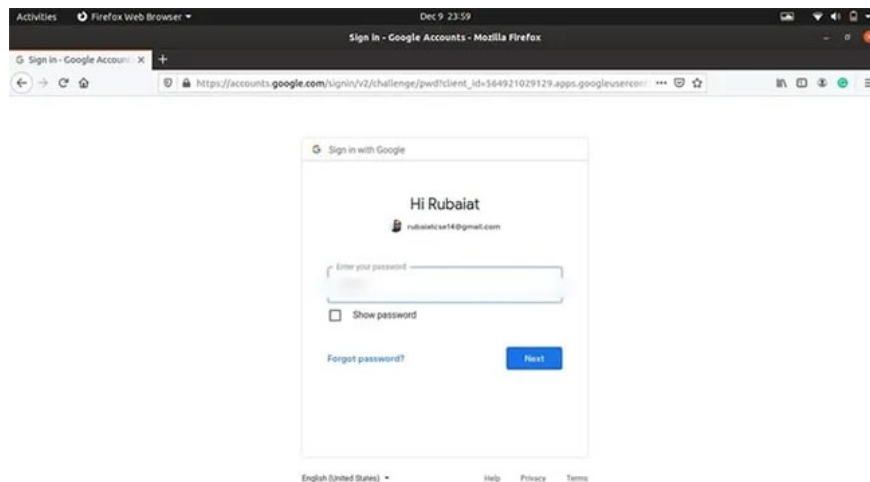 Activities Firefox Web Browser Dec 9 23:59
Sign in - Google Accounts - Mozilla Firefox
Sign in - Google Accoun
https://accounts.google.com/signin/v2/challenge/pwd?client_id=564921029129.apps.googleusercon
Sign in with Google
Hi Rubaiat
rubaiatcse14@gmail.com
Enter your password
Show password
Forgot password? Next
English (United States) Help Privacy Terms